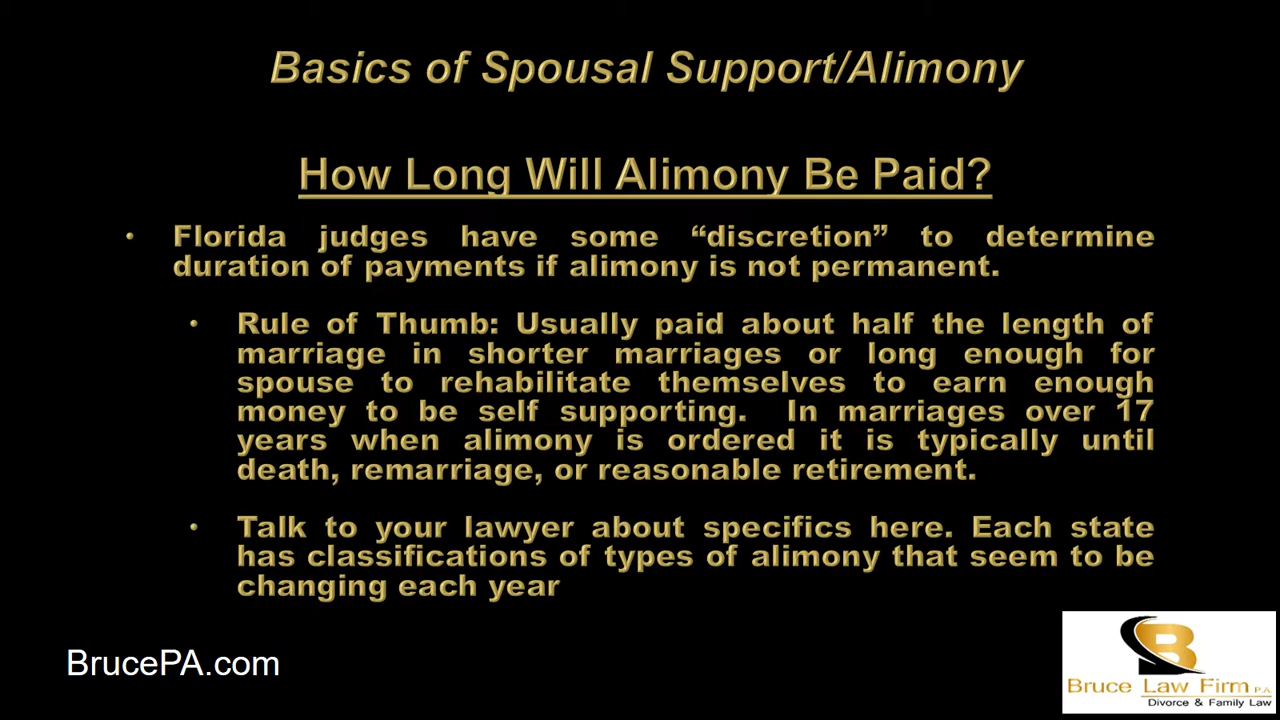 Basics of Spousal Support/Alimony
How Long Will Alimony Be Paid?
• Florida judges have some “discretion” to determine
duration of payments if alimony is not permanent.
• Rule of Thumb: Usually paid about half the length of
marriage in shorter marriages or long enough for
spouse to rehabilitate themselves to earn enough
money to be self supporting. In marriages over 17
years when alimony is ordered it is typically until
death, remarriage, or reasonable retirement.
• Talk to your lawyer about specifics here. Each state
has classifications of types of alimony that seem to be
changing each year
BrucePA.com
B
Bruce Law Firm P.A.
Divorce & Family Law